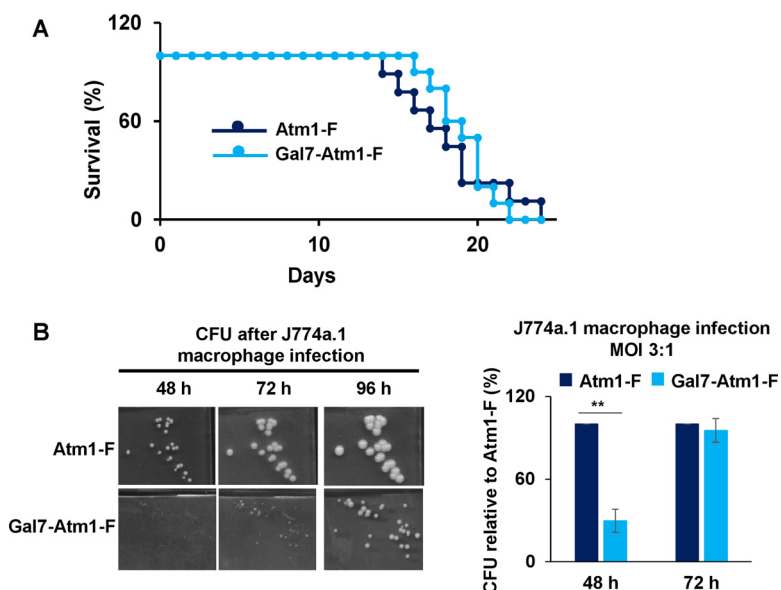 A
120
60
0
Survival (%)
Atm1-F
Gal7-Atm1-F
0 10 20
Days
B
CFU after J774a.1
macrophage infection
48 h 72 h 96 h
Atm1-F
Gal7-Atm1-F
J774a.1 macrophage infection
MOI 3:1
Atm1-F Gal7-Atm1-F
CFU relative to Atm1-F (%)
120
**
60
0
48 h 72 h